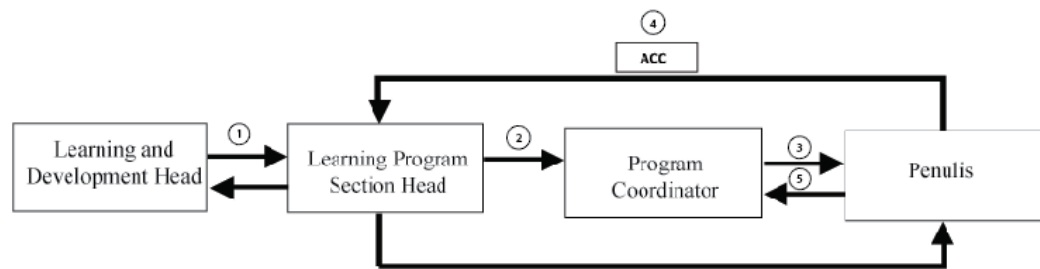 4
ACC
1
2
3
5
Learning and
Development Head
Learning Program
Section Head
Program
Coordinator
Penulis